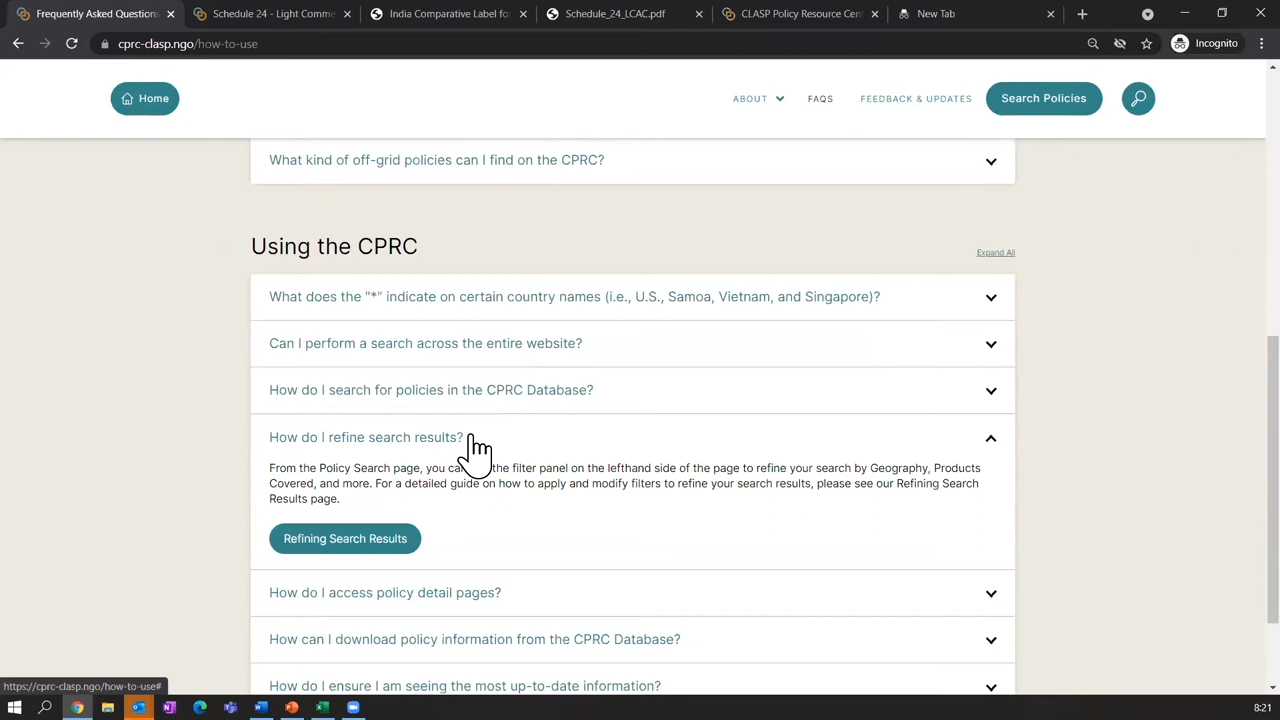 Frequently Asked Questions
Schedule 24 - Light Comme
India Comparative Label for
Schedule_24_LCAC.pdf
CLASP Policy Resource Cen
New Tab
cprc-clasp.ngo/how-to-use
Incognito
Home
ABOUT
FAQS
FEEDBACK & UPDATES
Search Policies
What kind of off-grid policies can I find on the CPRC?
Using the CPRC
Expand All
What does the "*" indicate on certain country names (i.e., U.S., Samoa, Vietnam, and Singapore)?
Can I perform a search across the entire website?
How do I search for policies in the CPRC Database?
How do I refine search results?
From the Policy Search page, you ca the filter panel on the lefthand side of the page to refine your search by Geography, Products
Covered, and more. For a detailed guide on how to apply and modify filters to refine your search results, please see our Refining Search
Results page.
Refining Search Results
How do I access policy detail pages?
How can I download policy information from the CPRC Database?
How do I ensure I am seeing the most up-to-date information?
https://cprc-clasp.ngo/how-to-use#
8:21